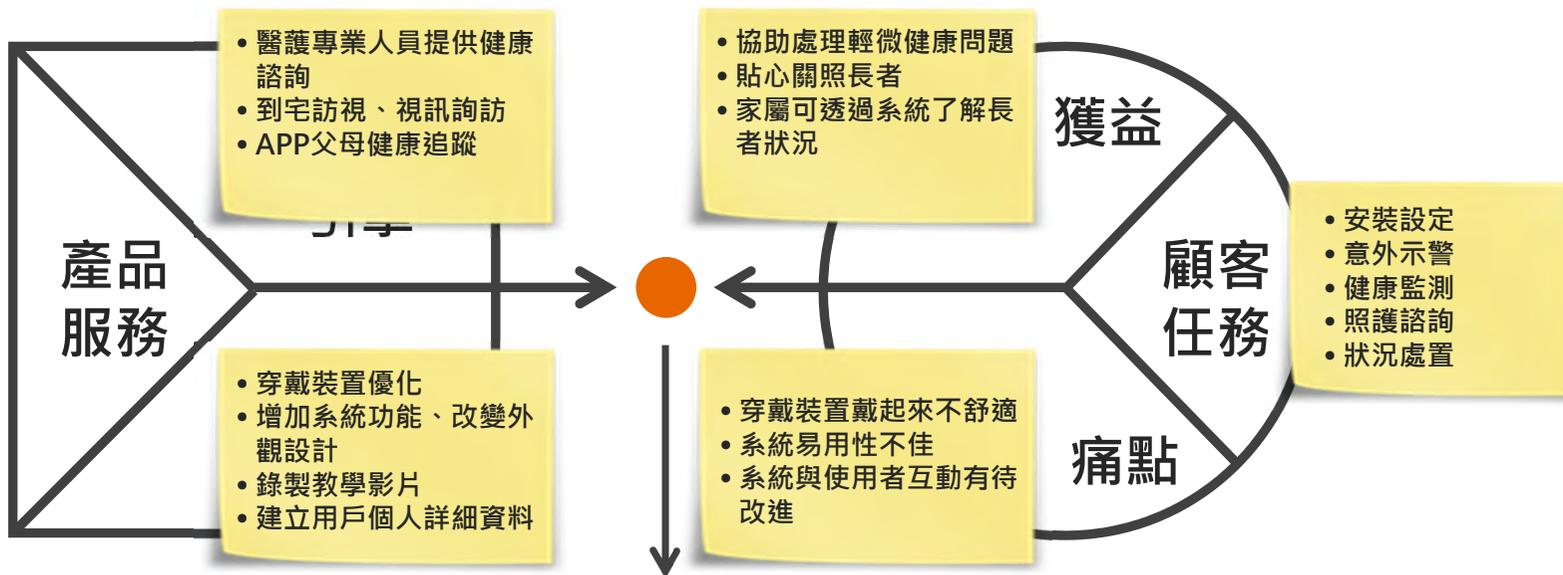 • 醫護專業人員提供健康
諮詢
• 到宅訪視、視訊詢訪
• APP父母健康追蹤
引擎
產品
服務
• 穿戴裝置優化
• 增加系統功能、改變外
觀設計
• 錄製教學影片
• 建立用戶個人詳細資料
• 協助處理輕微健康問題
• 貼心關照長者
• 家屬可透過系統了解長
者狀況
獲益
顧客
任務
• 安裝設定
• 意外示警
• 健康監測
• 照護諮詢
• 狀況處置
• 穿戴裝置戴起來不舒適
• 系統易用性不佳
• 系統與使用者互動有待
改進
痛點